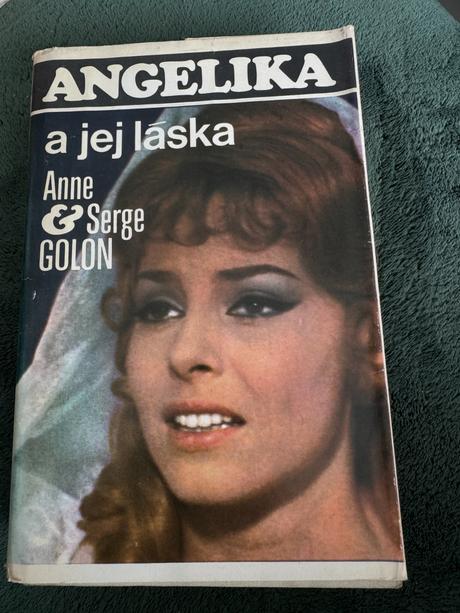 ANGELIKA
a jej láska
Anne
& Serge
GOLON